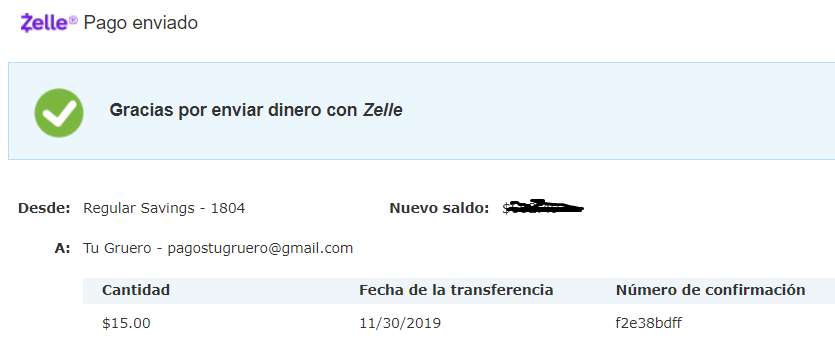 Zelle® Pago enviado
Gracias por enviar dinero con Zelle
Desde: Regular Savings - 1804 Nuevo saldo: $
A: Tu Gruero - pagostugruero@gmail.com
Cantidad Fecha de la transferencia Número de confirmación
$15.00 11/30/2019 f2e38bdff